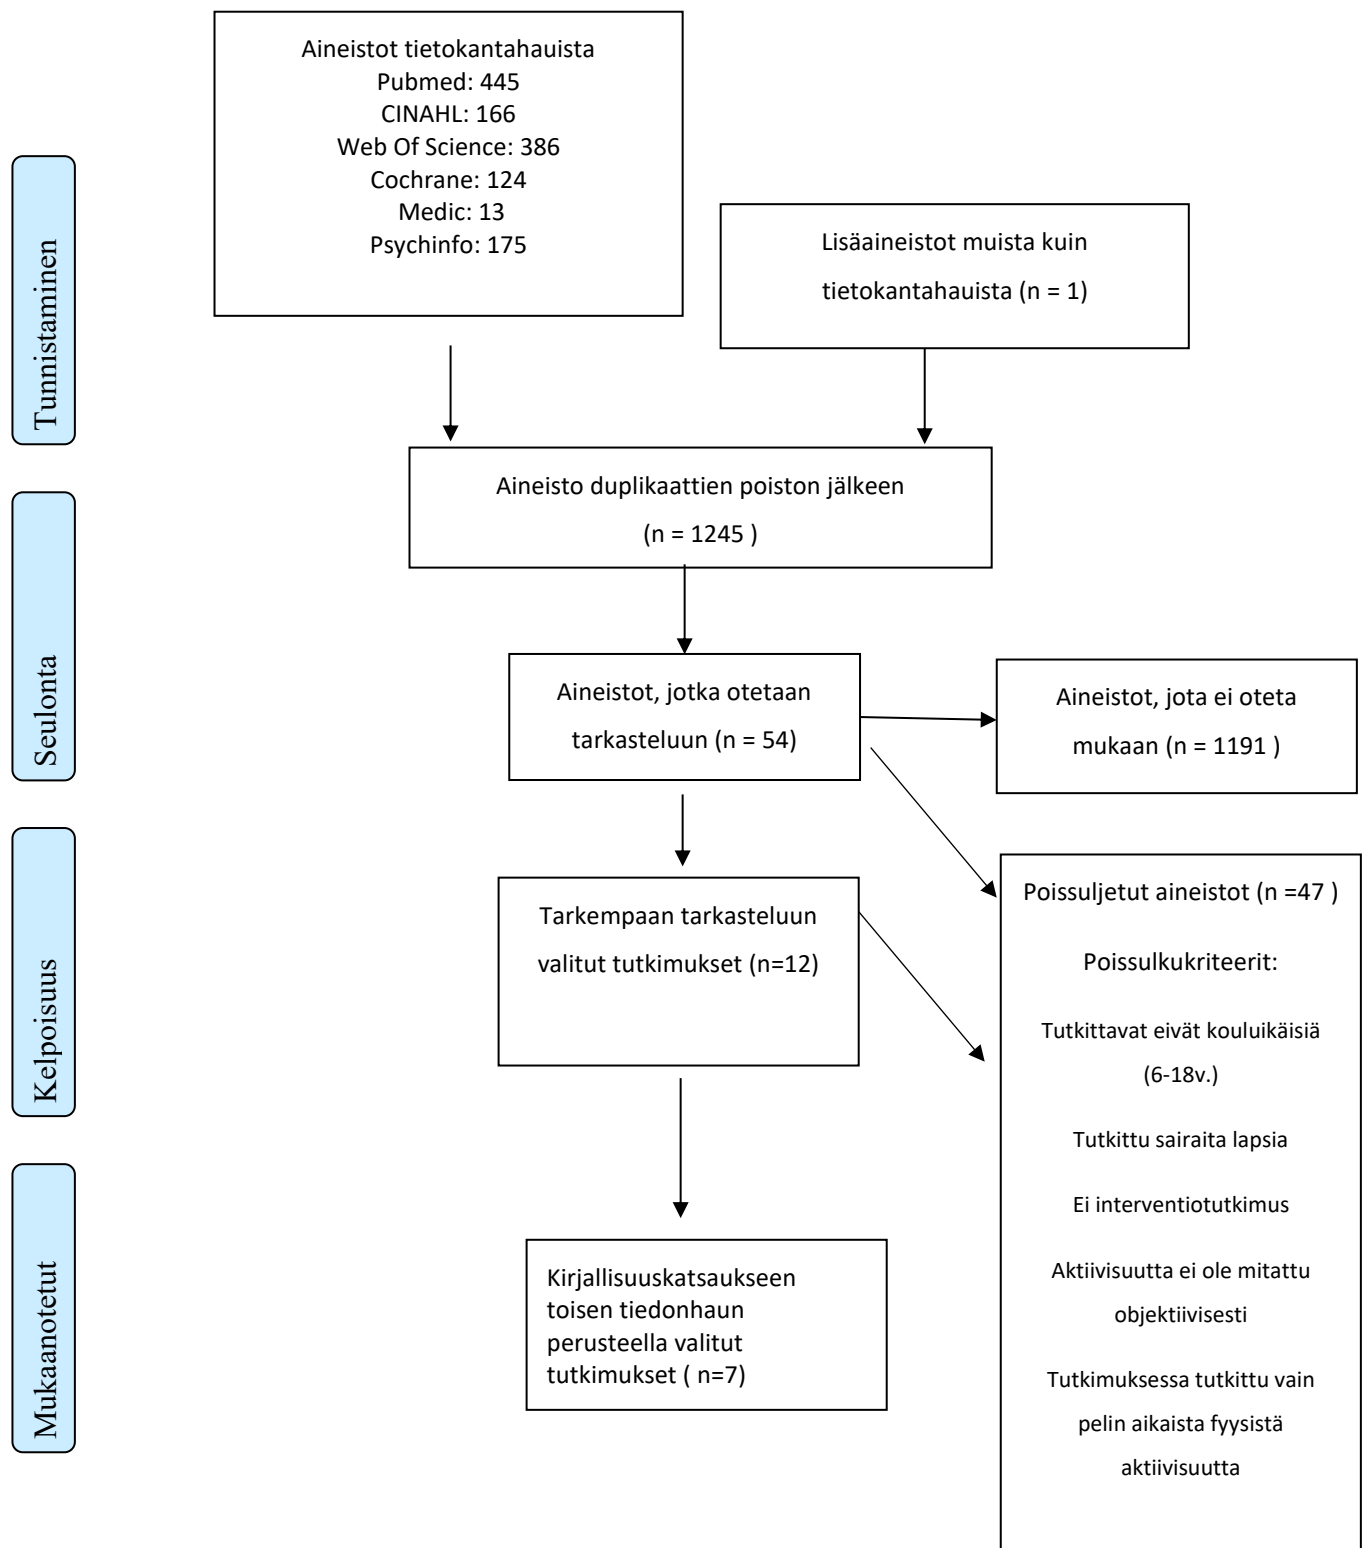 Aineistot tietokantahauista
Pubmed: 445
CINAHL: 166
Web Of Science: 386
Cochrane: 124
Medic: 13
Psychinfo: 175
Lisäaineistot muista kuin
tietokantahauista (n = 1)
Tunnistaminen
Aineisto duplikaattien poiston jälkeen
(n = 1245 )
Seulonta
Aineistot, jotka otetaan
tarkasteluun (n = 54)
Aineistot, jota ei oteta
mukaan (n = 1191 )
Kelpoisuus
Tarkempaan tarkasteluun
valitut tutkimukset (n=12)
Poissuljetut aineistot (n =47 )
Poissulkukriteerit:
Tutkittavat eivät kouluikäisiä
(6-18v.)
Tutkittu sairaita lapsia
Ei interventiotutkimus
Aktiivisuutta ei ole mitattu
objektiivisesti
Tutkimuksessa tutkittu vain
pelin aikaista fyysistä
aktiivisuutta
Mukaanotetut
Kirjallisuuskatsaukseen
toisen tiedonhaun
perusteella valitut
tutkimukset ( n=7)